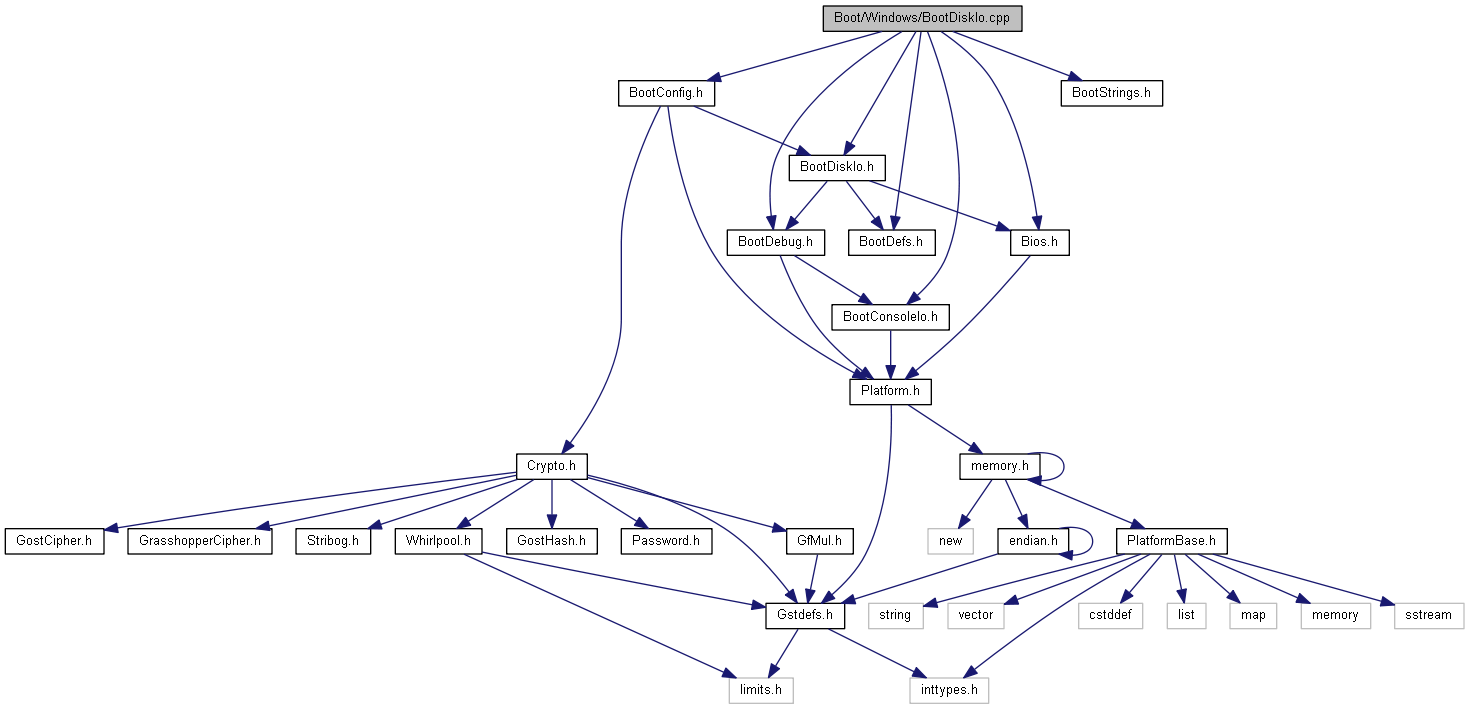 Boot/Windows/BootDiskIo.cpp
BootConfig.h
BootStrings.h
BootDiskIo.h
BootDebug.h
BootDefs.h
Bios.h
BootConsoleIo.h
Platform.h
Crypto.h
memory.h
GostCipher.h
GrasshopperCipher.h
Stribog.h
Whirlpool.h
GostHash.h
Password.h
GfMul.h
new
endian.h
PlatformBase.h
Gstdefs.h
string
vector
cstddef
list
map
memory
sstream
limits.h
inttypes.h